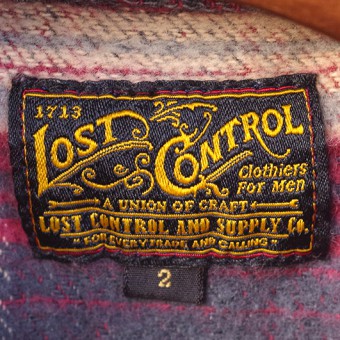 1713
LOST CONTROL
Clothiers
For Men
A UNION OF CRAFT
LOST CONTROL AND SUPPLY CO.
"FOR EVERY TRADE AND CALLING"
2